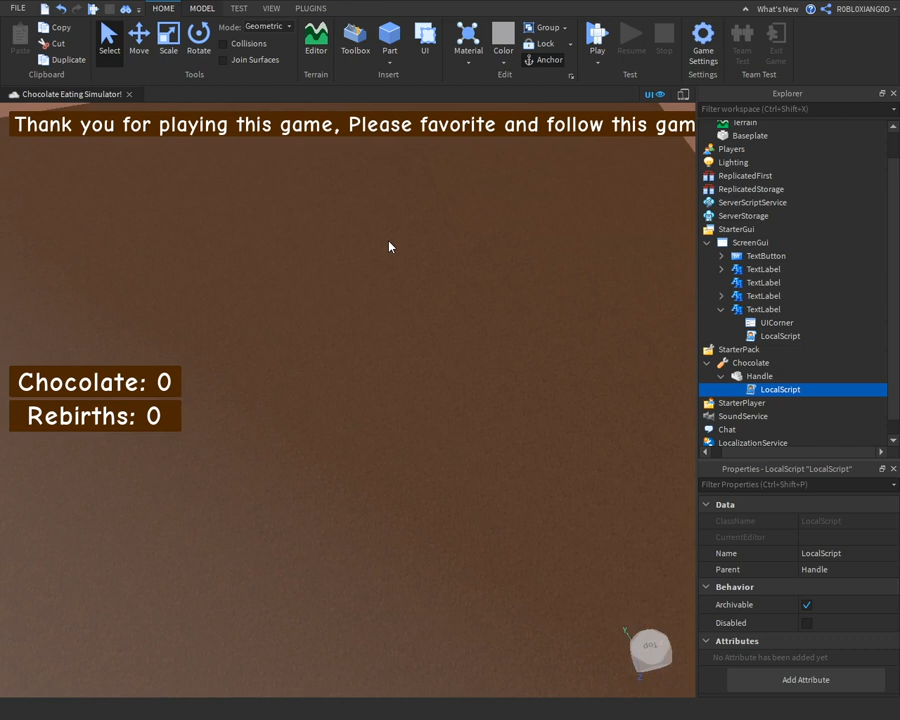 FILE HOME MODEL TEST VIEW PLUGINS What's New R0BL0XIANG0D
Paste Copy Cut Duplicate Select Move Scale Rotate Mode: Geometric Collisions Join Surfaces Editor Toolbox Part UI Material Color Group Lock Anchor Play Resume Stop Game Settings Team Test Exit Game
Clipboard Tools Terrain Insert Edit Test Settings Team Test
Chocolate Eating Simulator! UI Explorer
Filter workspace (Ctrl+Shift+X)
Thank you for playing this game, Please favorite and follow this gam
Chocolate: 0
Rebirths: 0
TOP
Y
Z
Terrain
Baseplate
Players
Lighting
ReplicatedFirst
ReplicatedStorage
ServerScriptService
ServerStorage
StarterGui
ScreenGui
TextButton
TextLabel
TextLabel
TextLabel
TextLabel
UICorner
LocalScript
StarterPack
Chocolate
Handle
LocalScript
StarterPlayer
SoundService
Chat
LocalizationService
Properties - LocalScript "LocalScript"
Filter Properties (Ctrl+Shift+P)
Data
ClassName LocalScript
CurrentEditor
Name LocalScript
Parent Handle
Behavior
Archivable
Disabled
Attributes
No Attribute has been added yet
Add Attribute